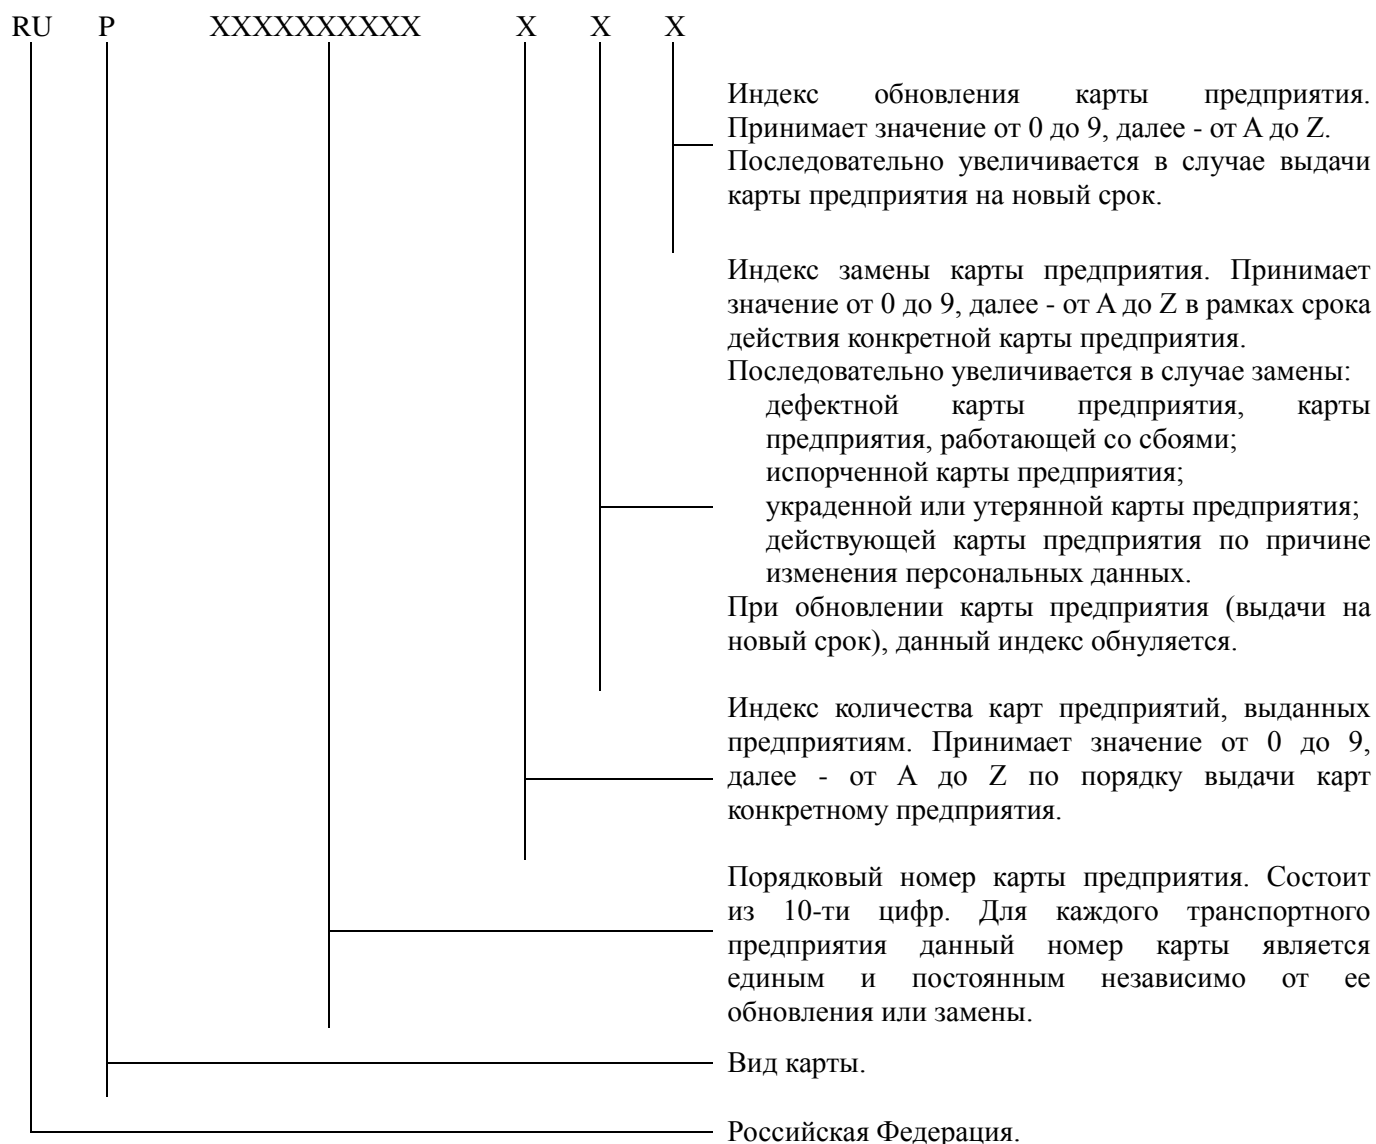 RU P XXXXXXXXXX X X X
Индекс обновления карты предприятия.
Принимает значение от 0 до 9, далее - от A до Z.
Последовательно увеличивается в случае выдачи
карты предприятия на новый срок.
Индекс замены карты предприятия. Принимает
значение от 0 до 9, далее - от A до Z в рамках срока
действия конкретной карты предприятия.
Последовательно увеличивается в случае замены:
дефектной карты предприятия, карты
предприятия, работающей со сбоями;
испорченной карты предприятия;
украденной или утерянной карты предприятия;
действующей карты предприятия по причине
изменения персональных данных.
При обновлении карты предприятия (выдачи на
новый срок), данный индекс обнуляется.
Индекс количества карт предприятий, выданных
предприятиям. Принимает значение от 0 до 9,
далее - от A до Z по порядку выдачи карт
конкретному предприятия.
Порядковый номер карты предприятия. Состоит
из 10-ти цифр. Для каждого транспортного
предприятия данный номер карты является
единым и постоянным независимо от ее
обновления или замены.
Вид карты.
Российская Федерация.